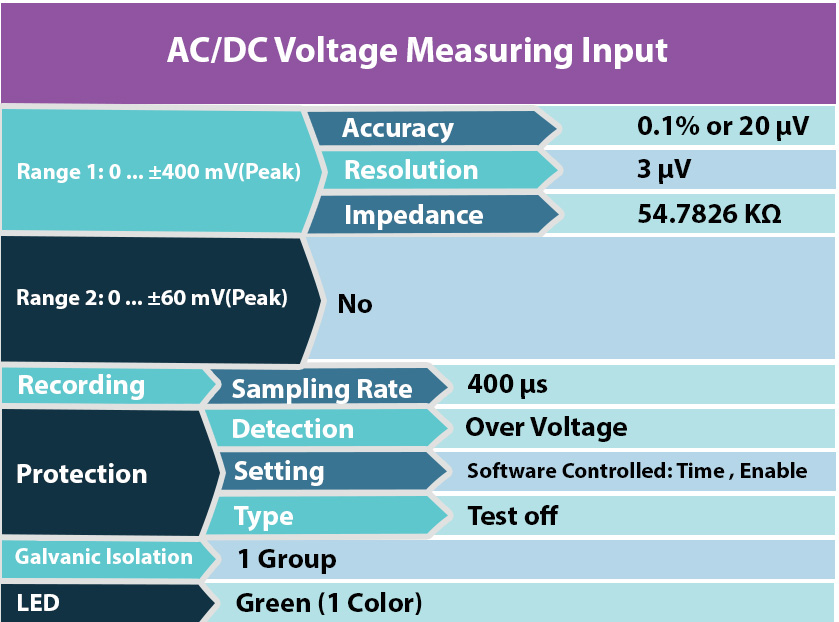 AC/DC Voltage Measuring Input
Range 1: 0 ... ±400 mV(Peak)
Accuracy
0.1% or 20 µV
Resolution
3 µV
Impedance
54.7826 KΩ
Range 2: 0 ... ±60 mV(Peak)
No
Recording
Sampling Rate
400 µs
Protection
Detection
Over Voltage
Setting
Software Controlled: Time , Enable
Type
Test off
Galvanic Isolation
1 Group
LED
Green (1 Color)